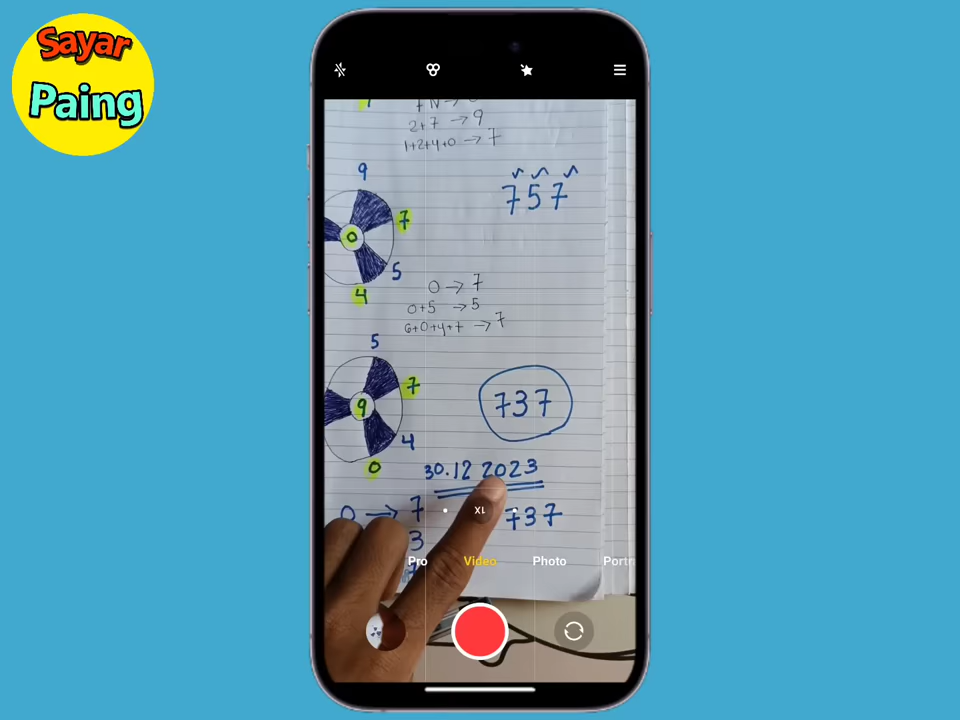 Sayar
Paing
2+7 → 9
1+2+4+0 → 7
9
757
7
0
5
4
0 → 7
0+5 → 5
6+0+4+7 → 7
5
7
737
9
4
0
30.12 2023
0 → 7
737
3
1X
Pro
Video
Photo